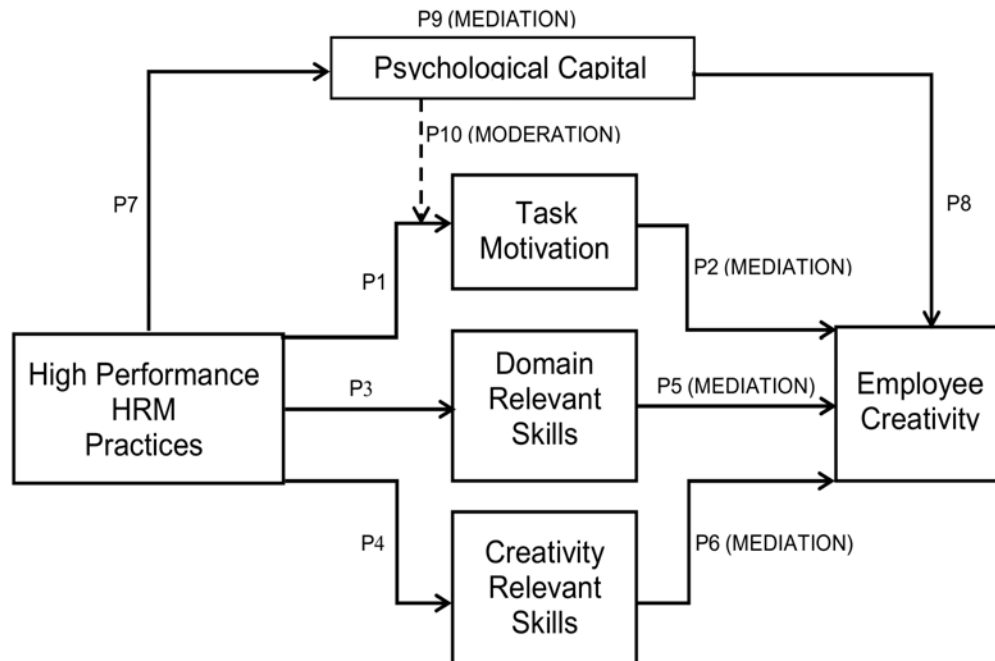 P9 (MEDIATION)
Psychological Capital
P10 (MODERATION)
P7
P8
Task
Motivation
P1
P2 (MEDIATION)
High Performance
HRM
Practices
P3
Domain
Relevant
Skills
P5 (MEDIATION)
Employee
Creativity
P4
Creativity
Relevant
Skills
P6 (MEDIATION)